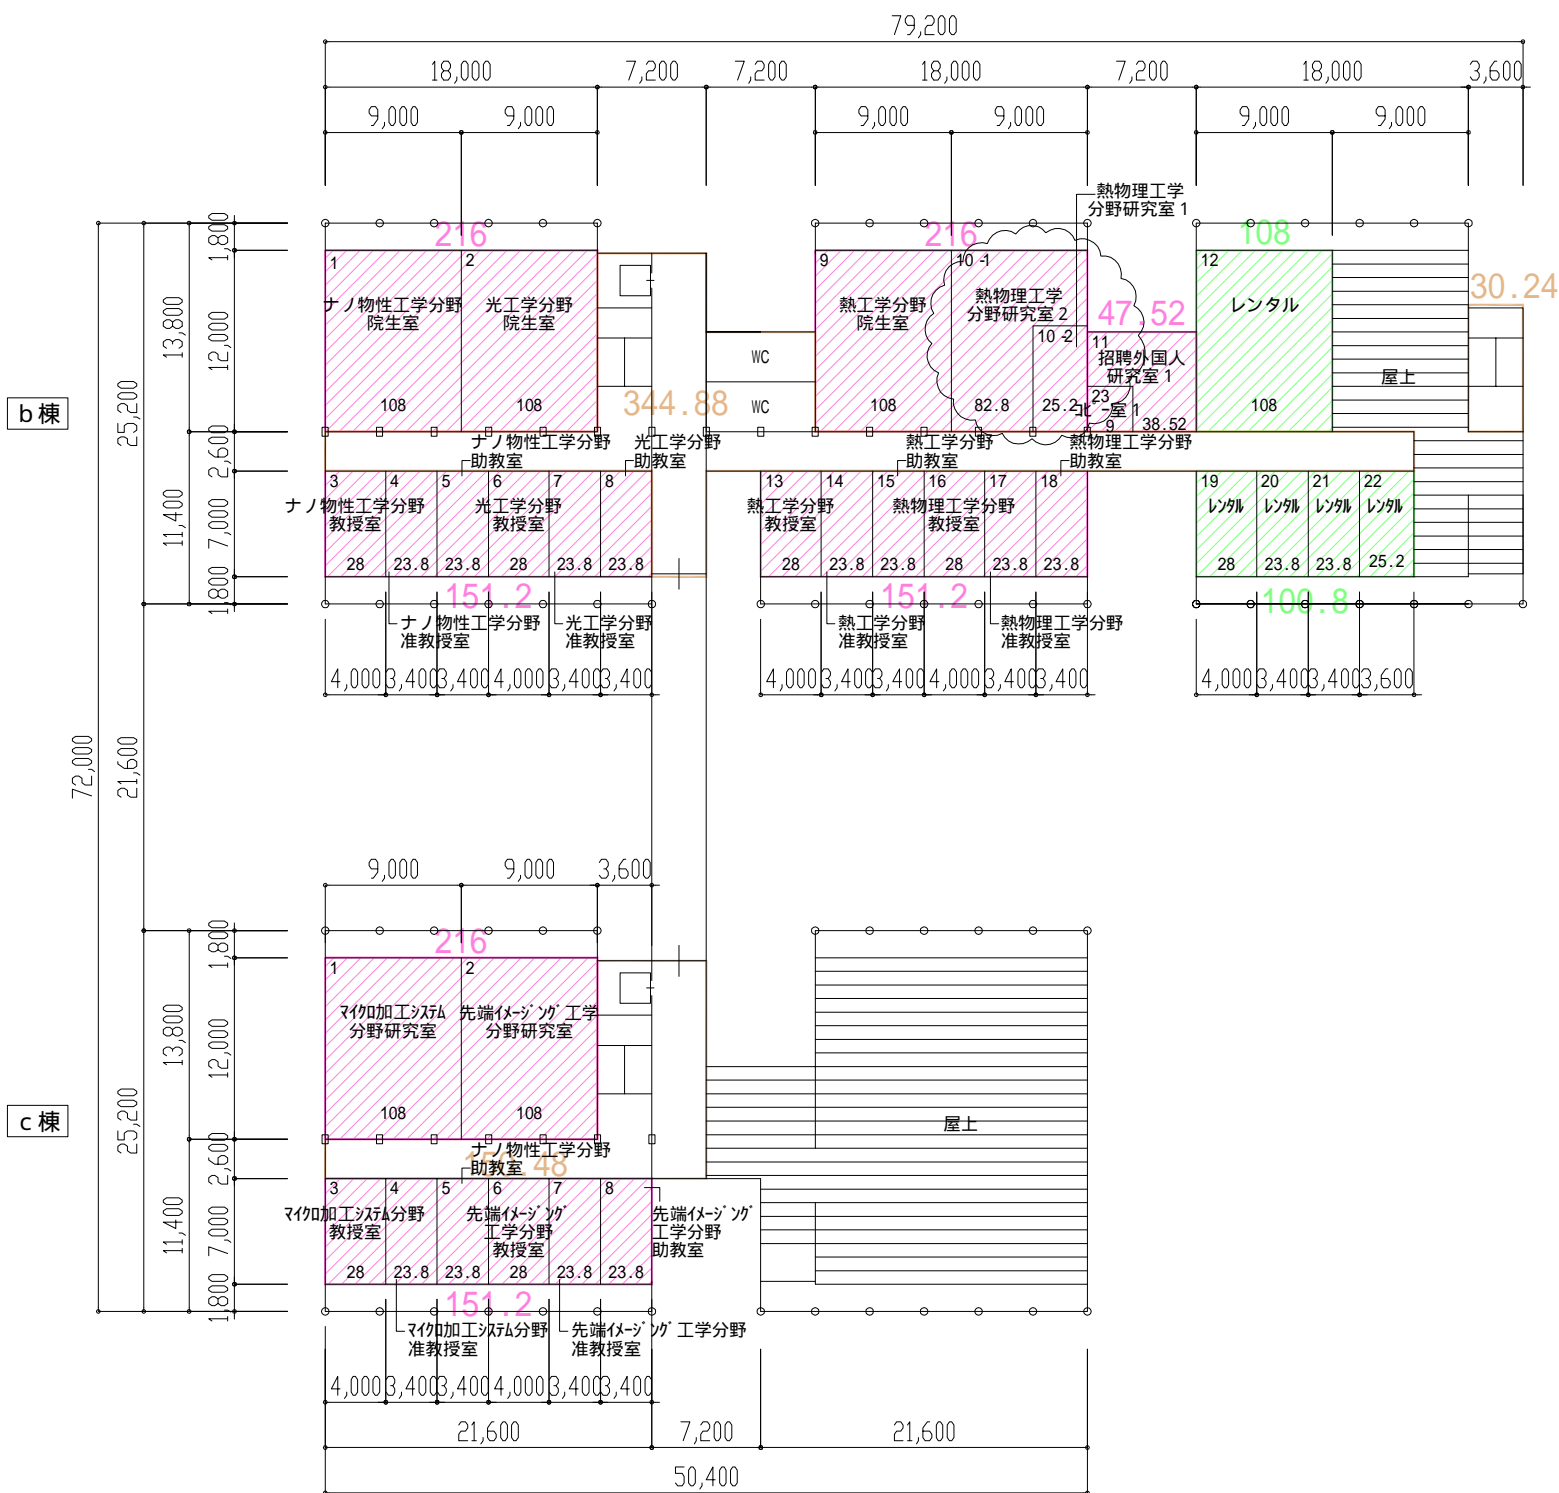 79,200
18,000 7,200 7,200 18,000 7,200 18,000 3,600
9,000 9,000 9,000 9,000 9,000 9,000
熱物理工学
分野研究室1
216 216 108
30.24
47.52
1 2 9 10-1 12
ナノ物性工学分野
院生室
光工学分野
院生室
熱工学分野
院生室
熱物理工学
分野研究室2
レンタル
10-2 11
招聘外国人
研究室1
屋上
WC
WC
23
ｺﾋﾟｰ室1
108 108 108 82.8 25.2 9 38.52 108
344.88
b棟
1,800
13,800
12,000
25,200
2,600
11,400
7,000
1,800
ナノ物性工学分野
助教室
光工学分野
助教室
熱工学分野
助教室
熱物理工学分野
助教室
3 4 5 6 7 8 13 14 15 16 17 18 19 20 21 22
ナノ物性工学分野
教授室
光工学分野
教授室
熱工学分野
教授室
熱物理工学分野
教授室
ﾚﾝﾀﾙ ﾚﾝﾀﾙ ﾚﾝﾀﾙ ﾚﾝﾀﾙ
28 23.8 23.8 28 23.8 23.8 28 23.8 23.8 28 23.8 23.8 28 23.8 23.8 25.2
151.2 151.2 100.8
ナノ物性工学分野
准教授室
光工学分野
准教授室
熱工学分野
准教授室
熱物理工学分野
准教授室
4,000 3,400 3,400 4,000 3,400 3,400 4,000 3,400 3,400 4,000 3,400 3,400 4,000 3,400 3,400 3,600
72,000
21,600
9,000 9,000 3,600
216
1 2
ﾏｲｸﾛ加工ｼｽﾃﾑ
分野研究室
先端ｲﾒｰｼﾞﾝｸﾞ工学
分野研究室
108 108
屋上
c棟
1,800
13,800
12,000
25,200
2,600
11,400
7,000
1,800
ナノ物性工学分野
助教室
150.48
3 4 5 6 7 8
ﾏｲｸﾛ加工ｼｽﾃﾑ分野
教授室
先端ｲﾒｰｼﾞﾝｸﾞ
工学分野
教授室
先端ｲﾒｰｼﾞﾝｸﾞ
工学分野
助教室
28 23.8 23.8 28 23.8 23.8
151.2
ﾏｲｸﾛ加工ｼｽﾃﾑ分野
准教授室
先端ｲﾒｰｼﾞﾝｸﾞ工学分野
准教授室
4,000 3,400 3,400 4,000 3,400 3,400
21,600 7,200 21,600
50,400